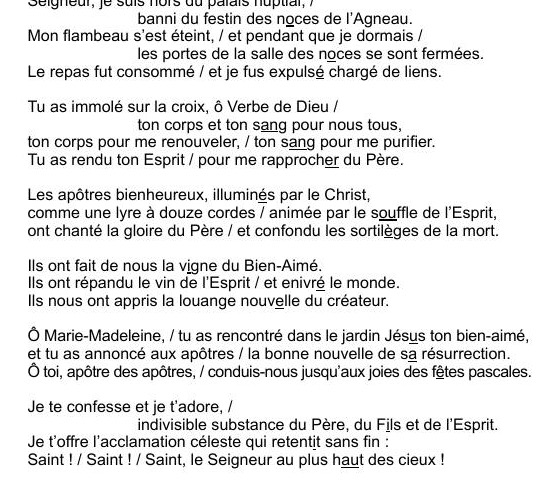 Seigneur, je suis hors du palais nuptial, /
banni du festin des noces de l'Agneau.
Mon flambeau s'est éteint, / et pendant que je dormais /
les portes de la salle des noces se sont fermées.
Le repas fut consommé / et je fus expulsé chargé de liens.
Tu as immolé sur la croix, ô Verbe de Dieu /
ton corps et ton sang pour nous tous,
ton corps pour me renouveler, / ton sang pour me purifier.
Tu as rendu ton Esprit / pour me rapprocher du Père.
Les apôtres bienheureux, illuminés par le Christ,
comme une lyre à douze cordes / animée par le souffle de l'Esprit,
ont chanté la gloire du Père / et confondu les sortilèges de la mort.
Ils ont fait de nous la vigne du Bien-Aimé.
Ils ont répandu le vin de l'Esprit / et enivré le monde.
Ils nous ont appris la louange nouvelle du créateur.
Ô Marie-Madeleine, / tu as rencontré dans le jardin Jésus ton bien-aimé,
et tu as annoncé aux apôtres / la bonne nouvelle de sa résurrection.
Ô toi, apôtre des apôtres, / conduis-nous jusqu'aux joies des fêtes pascales.
Je te confesse et je t'adore, /
indivisible substance du Père, du Fils et de l'Esprit.
Je t'offre l'acclamation céleste qui retentit sans fin :
Saint ! / Saint ! / Saint, le Seigneur au plus haut des cieux !